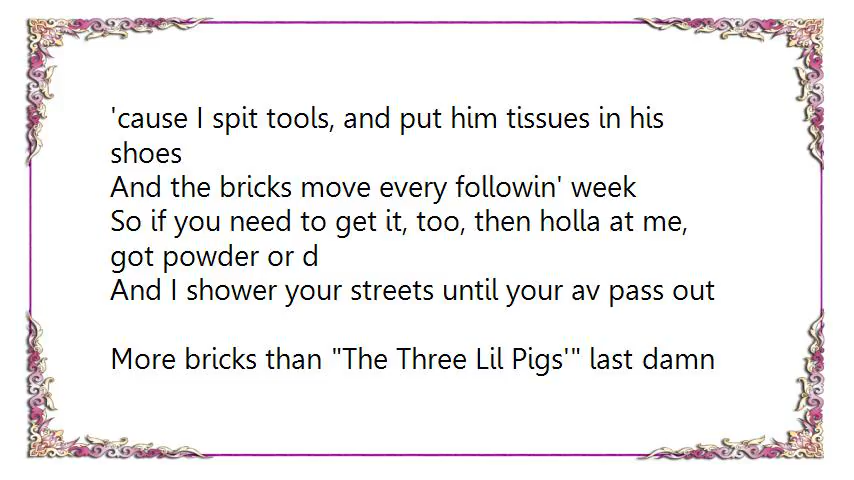 'cause I spit tools, and put him tissues in his
shoes
And the bricks move every followin' week
So if you need to get it, too, then holla at me,
got powder or d
And I shower your streets until your av pass out
More bricks than "The Three Lil Pigs'" last damn